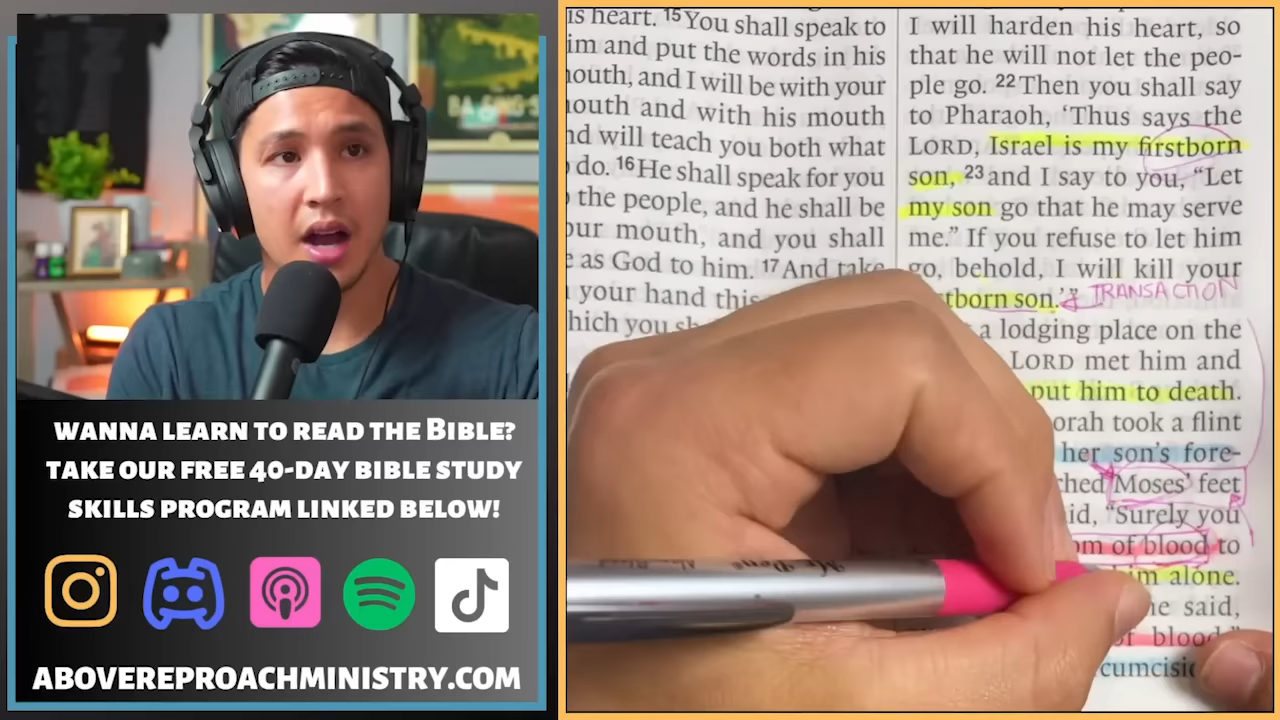 WANNA LEARN TO READ THE BIBLE?
TAKE OUR FREE 40-DAY BIBLE STUDY
SKILLS PROGRAM LINKED BELOW!
ABOVEREPROACHMINISTRY.COM
is heart. 15 You shall speak to
im and put the words in his
outh, and I will be with your
outh and with his mouth
nd will teach you both what
do. 16 He shall speak for you
the people, and he shall be
our mouth, and you shall
e as God to him. 17 And take
your hand this
hich you sh
I will harden his heart, so
that he will not let the peo-
ple go. 22 Then you shall say
to Pharaoh, ‘Thus says the
LORD, Israel is my firstborn
son, 23 and I say to you, “Let
my son go that he may serve
me.” If you refuse to let him
go, behold, I will kill your
tborn son.’” TRANSACTION
a lodging place on the
LORD met him and
put him to death.
orah took a flint
her son’s fore-
ched Moses’ feet
id, “Surely you
om of blood to
him alone.
he said,
of blood,”
cumcisio